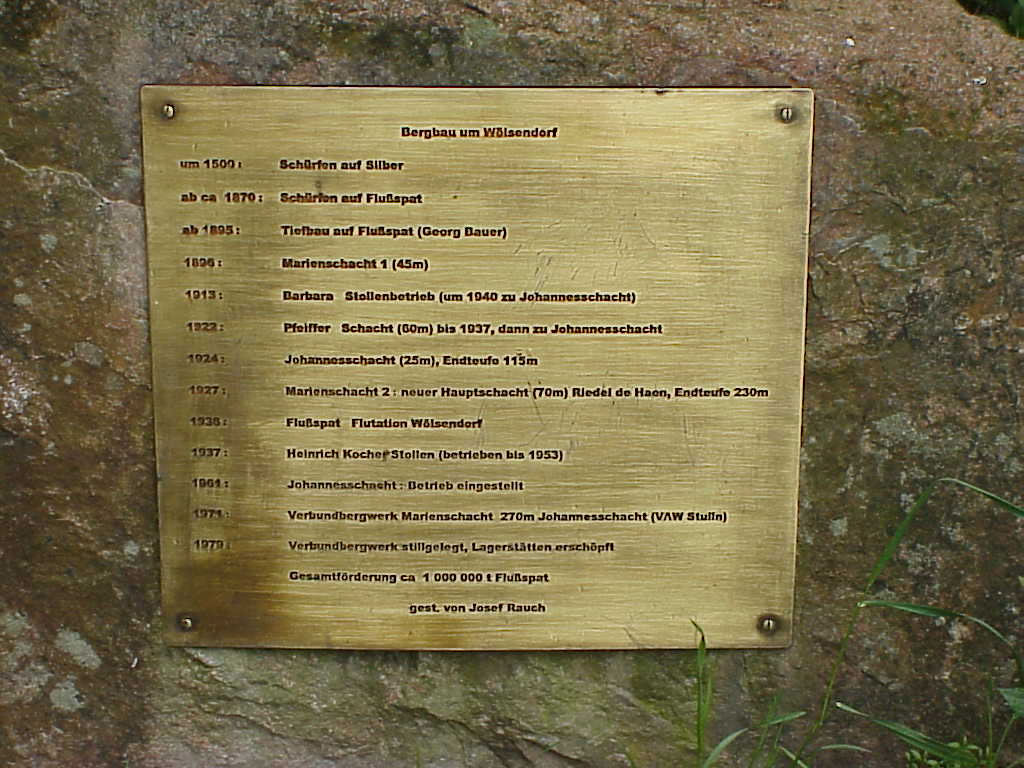 Bergbau um Wölsendorf
um 1500: Schürfen auf Silber
ab ca 1870: Schürfen auf Flußspat
ab 1895: Tiefbau auf Flußspat (Georg Bauer)
1896: Marienschacht 1 (45m)
1913: Barbara Stollenbetrieb (um 1940 zu Johannesschacht)
1922: Pfeiffer Schacht (60m) bis 1937, dann zu Johannesschacht
1924: Johannesschacht (25m), Endteufe 115m
1927: Marienschacht 2: neuer Hauptschacht (70m) Riedel de Haen, Endteufe 230m
Flußspat Flutation Wölsendorf
1937: Heinrich Kocher Stollen (betrieben bis 1953)
1961: Johannesschacht: Betrieb eingestellt
1971: Verbundbergwerk Marienschacht 270m Johannesschacht (VAW Stulln)
1979: Verbundbergwerk stillgelegt, Lagerstätten erschöpft
Gesamtförderung ca 1 000 000 t Flußspat
gest. von Josef Rauch